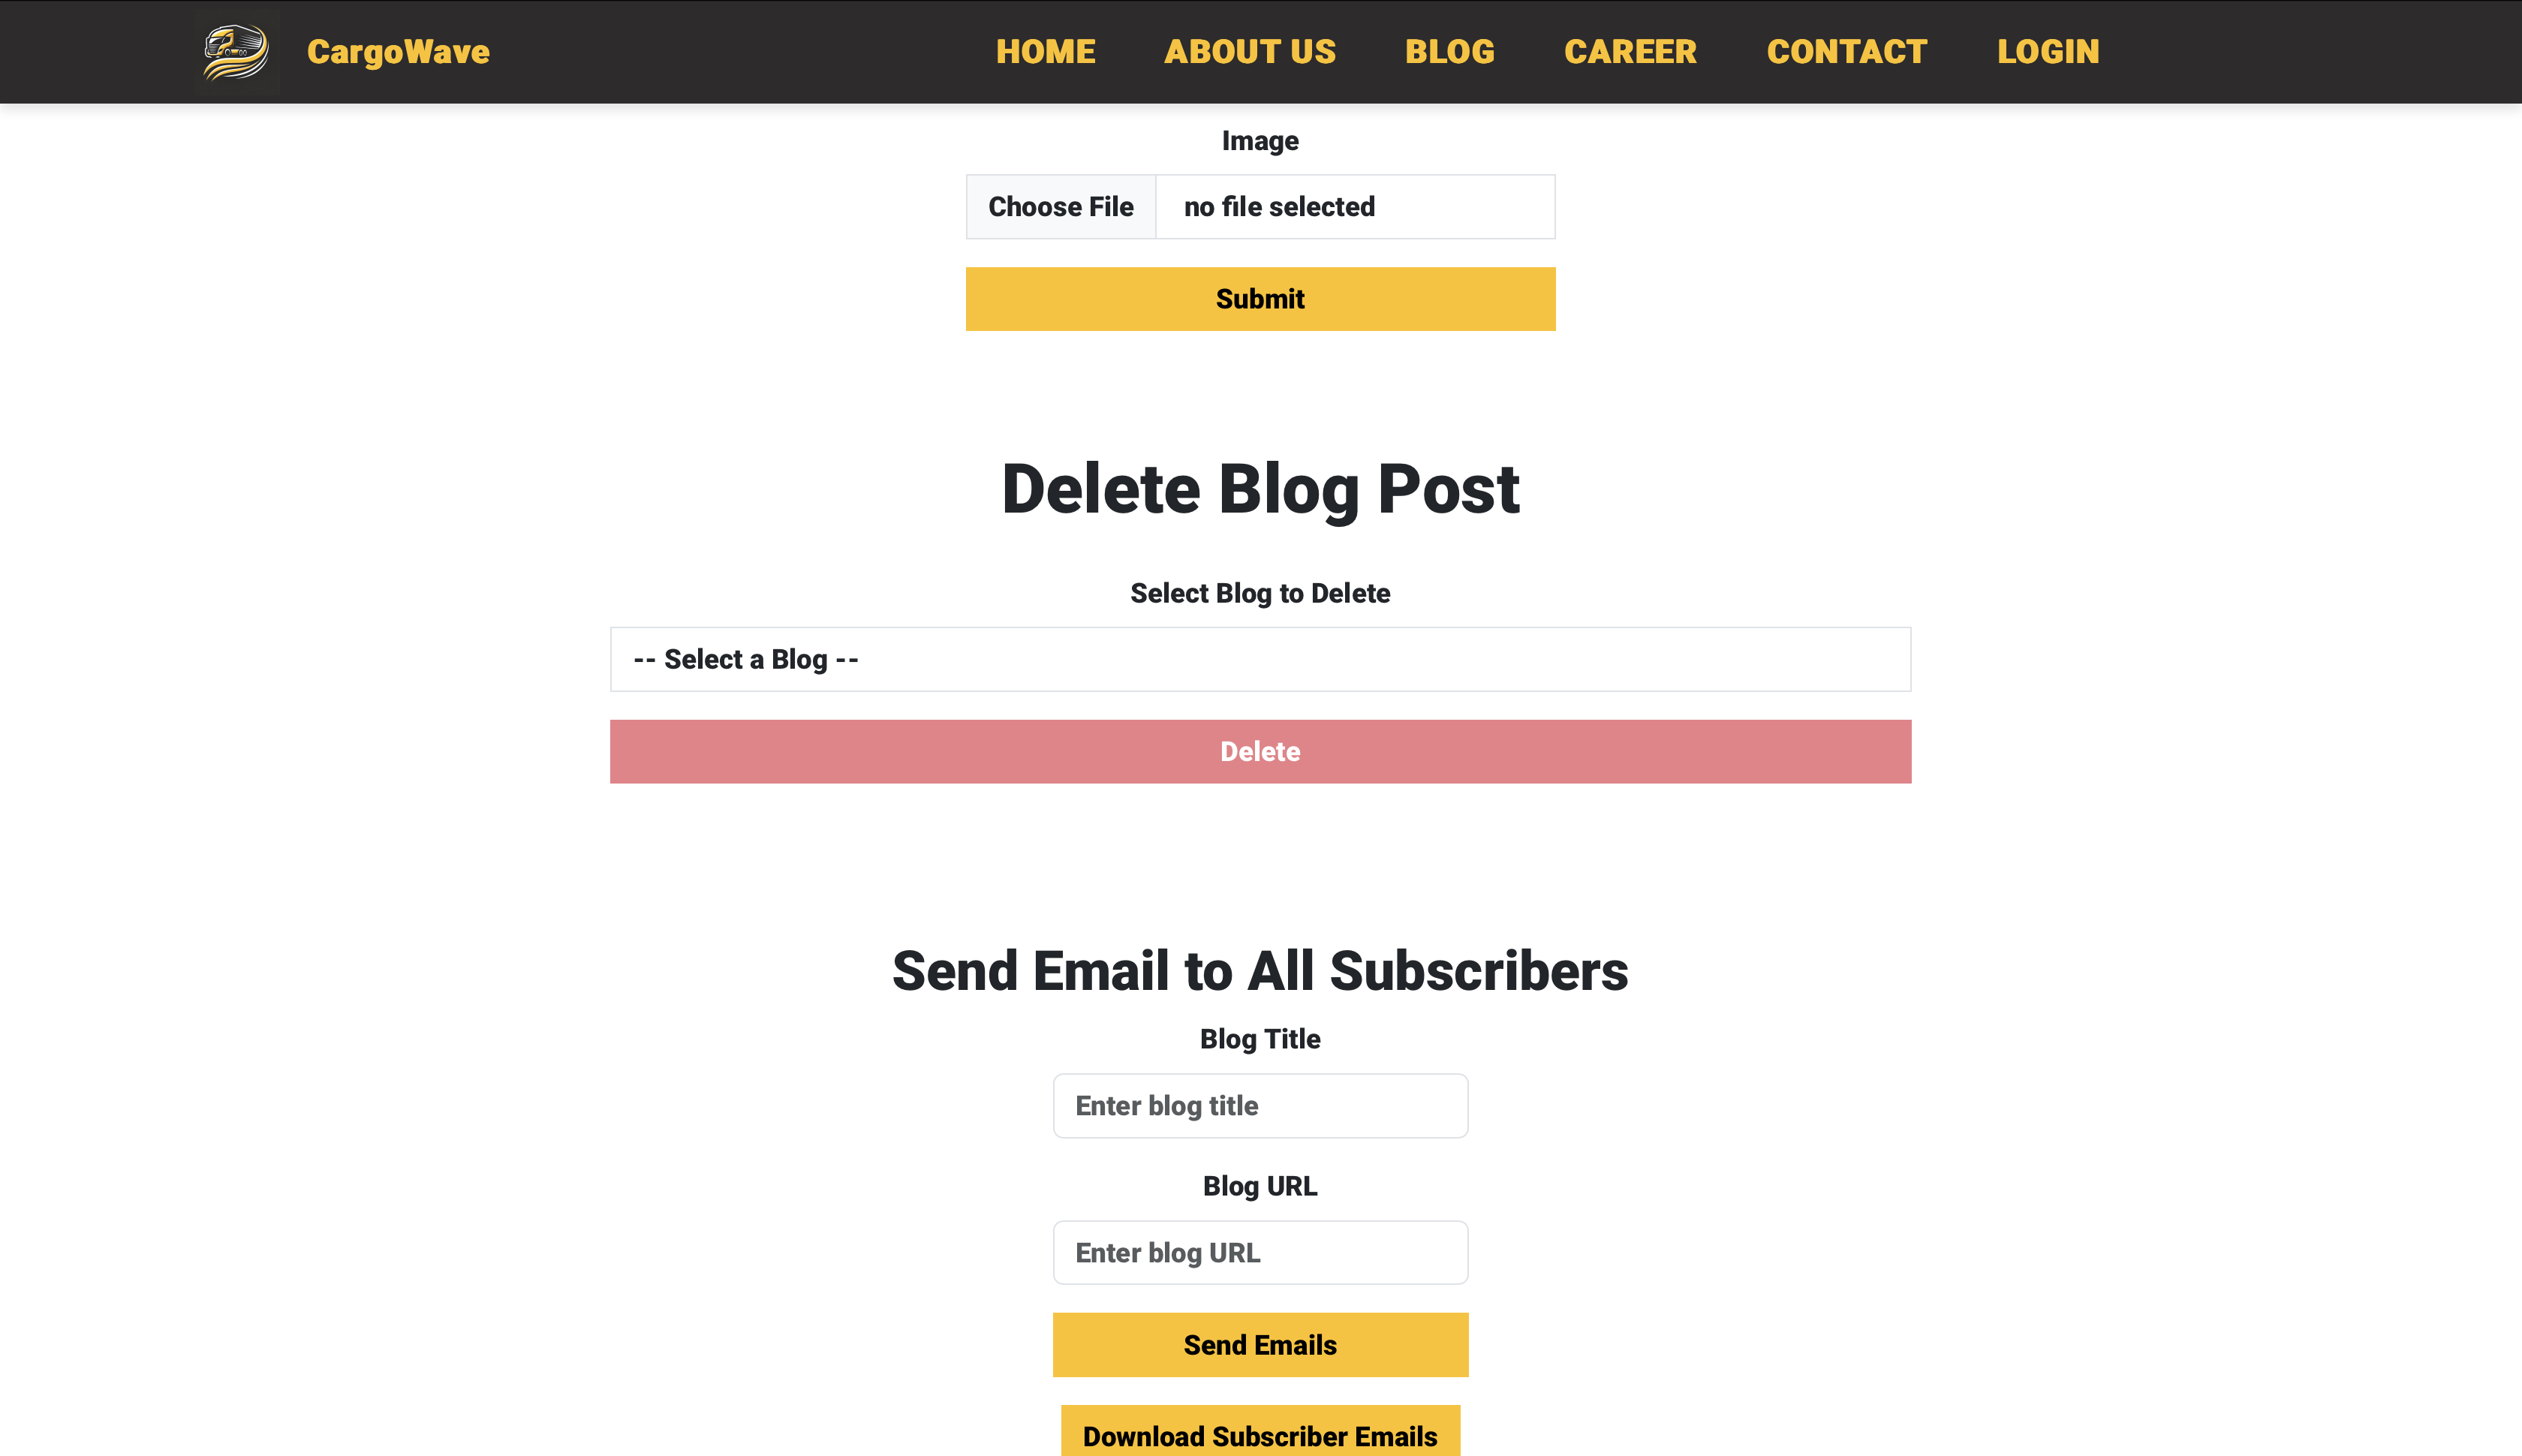 CargoWave
HOME ABOUT US BLOG CAREER CONTACT LOGIN
Image
Choose File no file selected
Submit
Delete Blog Post
Select Blog to Delete
-- Select a Blog --
Delete
Send Email to All Subscribers
Blog Title
Enter blog title
Blog URL
Enter blog URL
Send Emails
Download Subscriber Emails